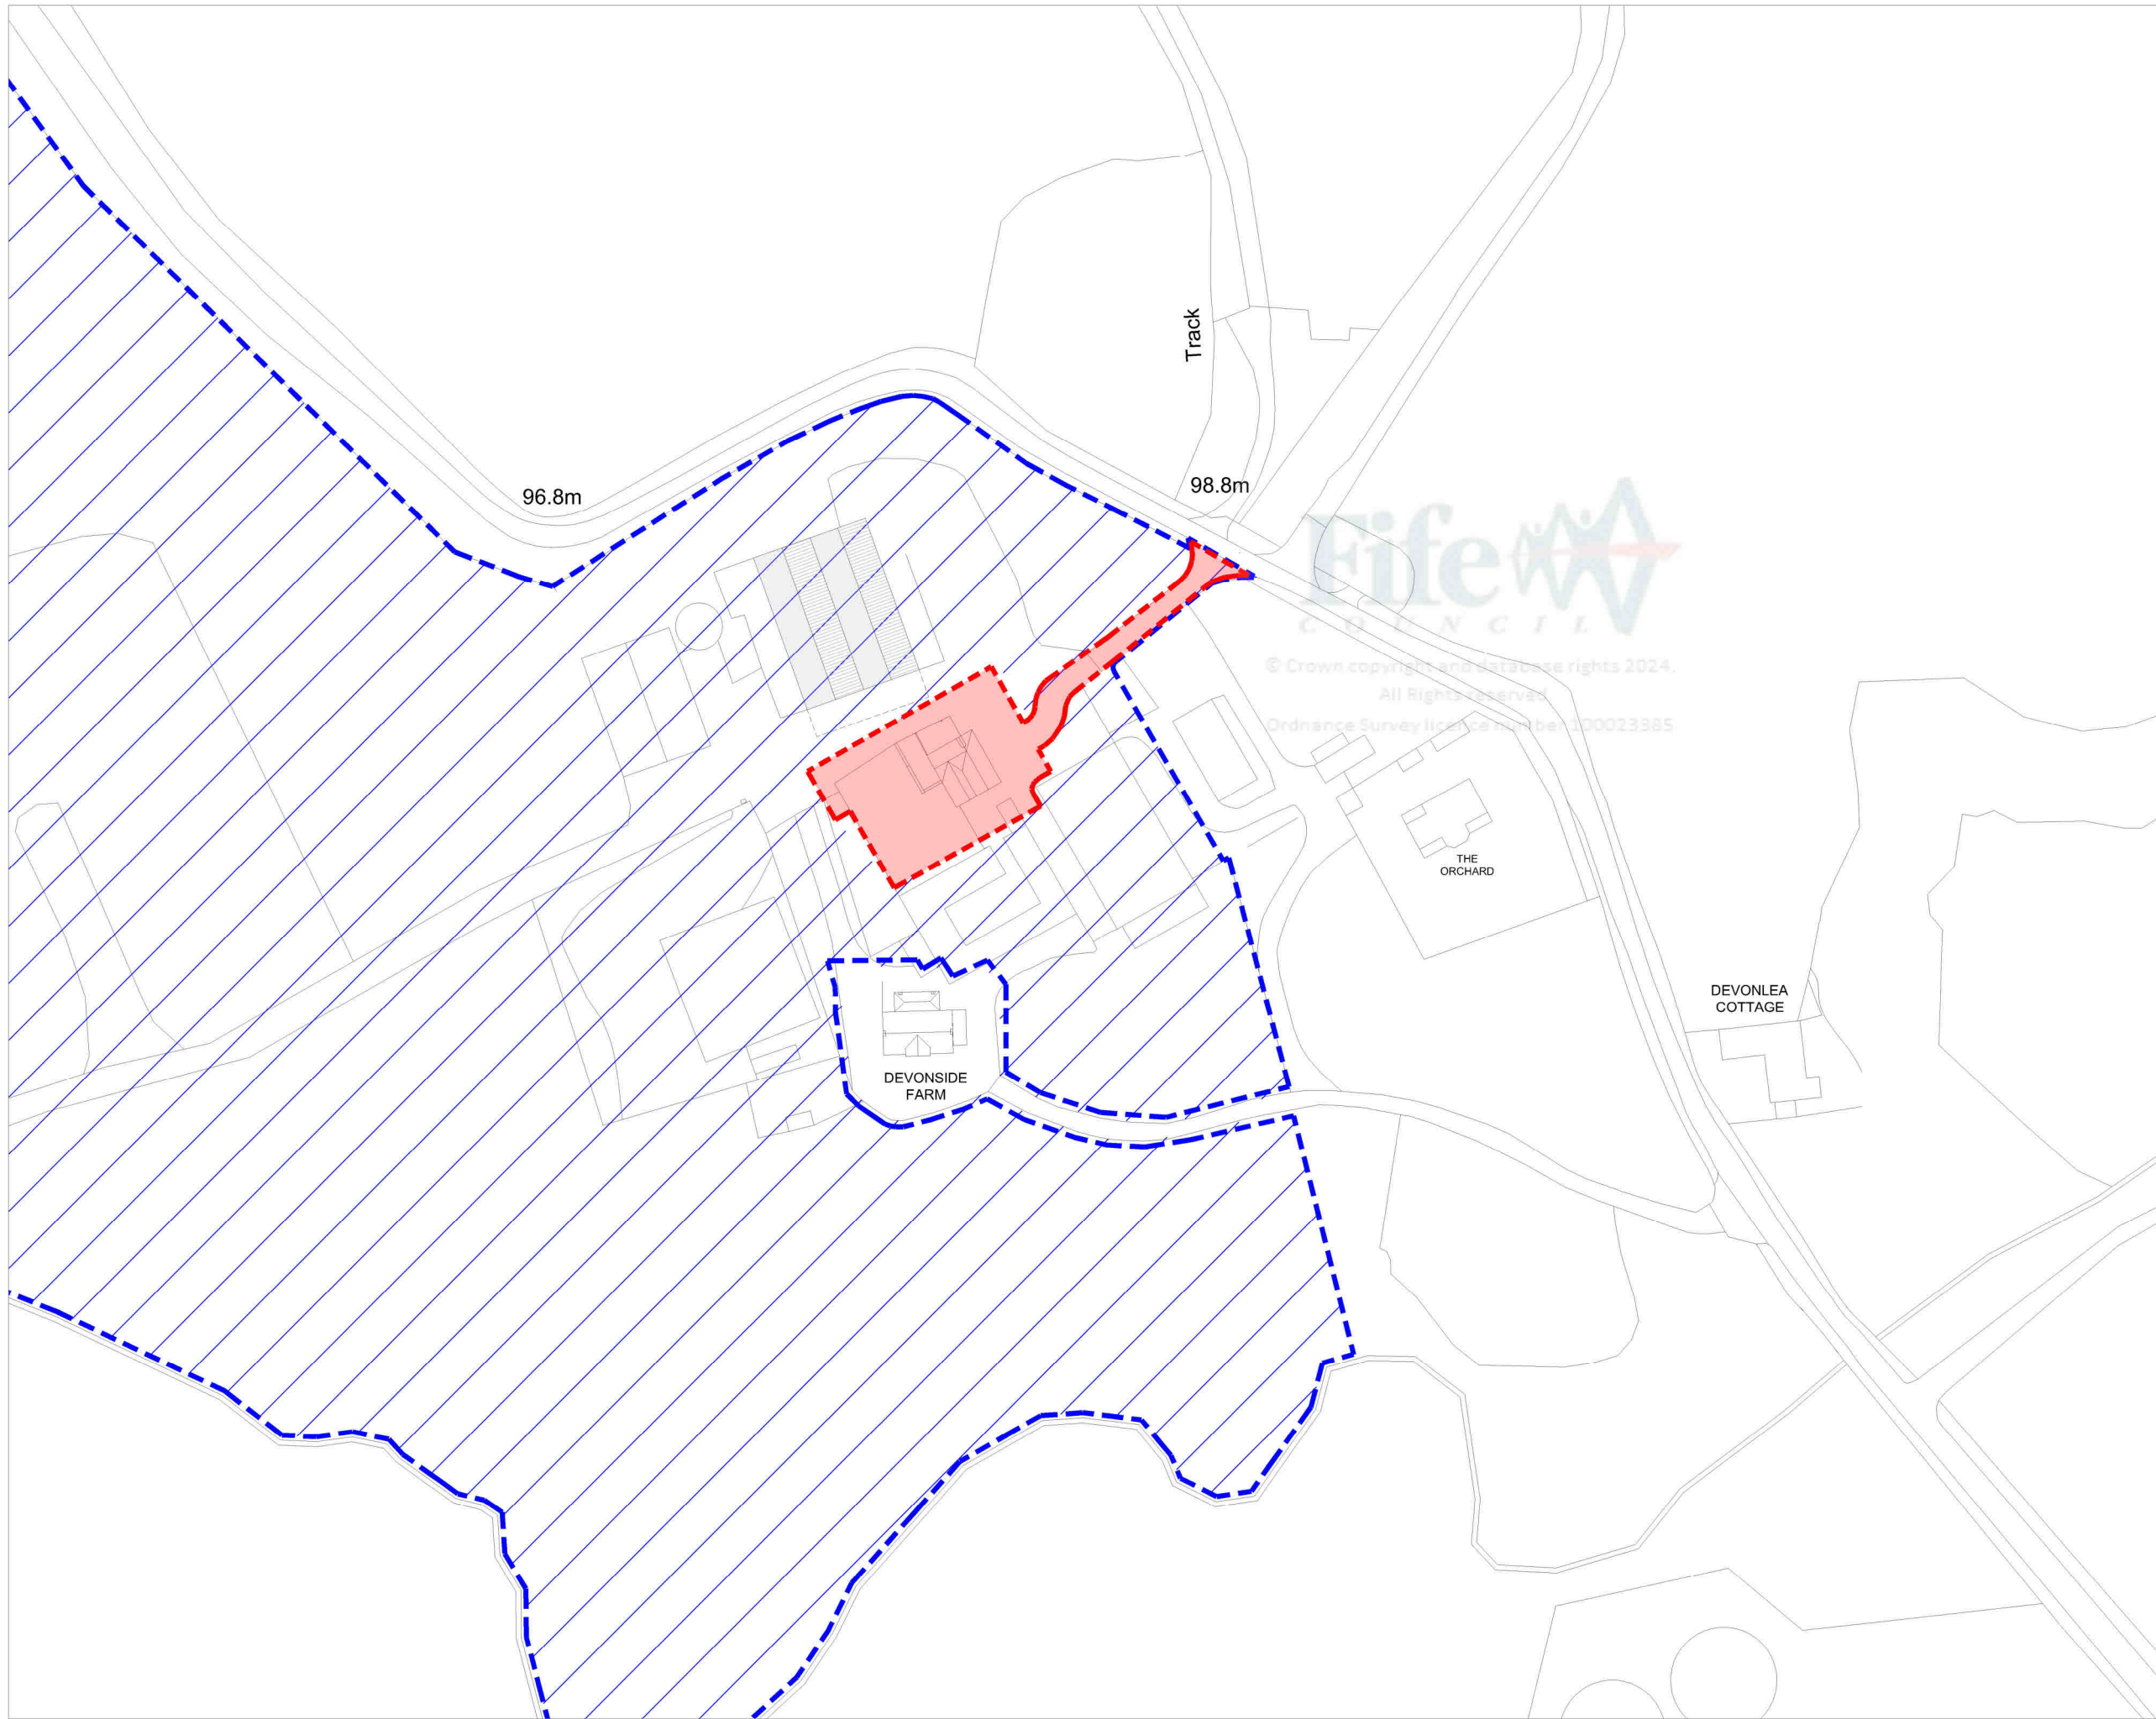 Track
96.8m
98.8m
Fife
COUNCIL
© Crown copyright and database rights 2024.
All Rights reserved.
Ordnance Survey licence number 100023385
THE
ORCHARD
DEVONLEA
COTTAGE
DEVONSIDE
FARM